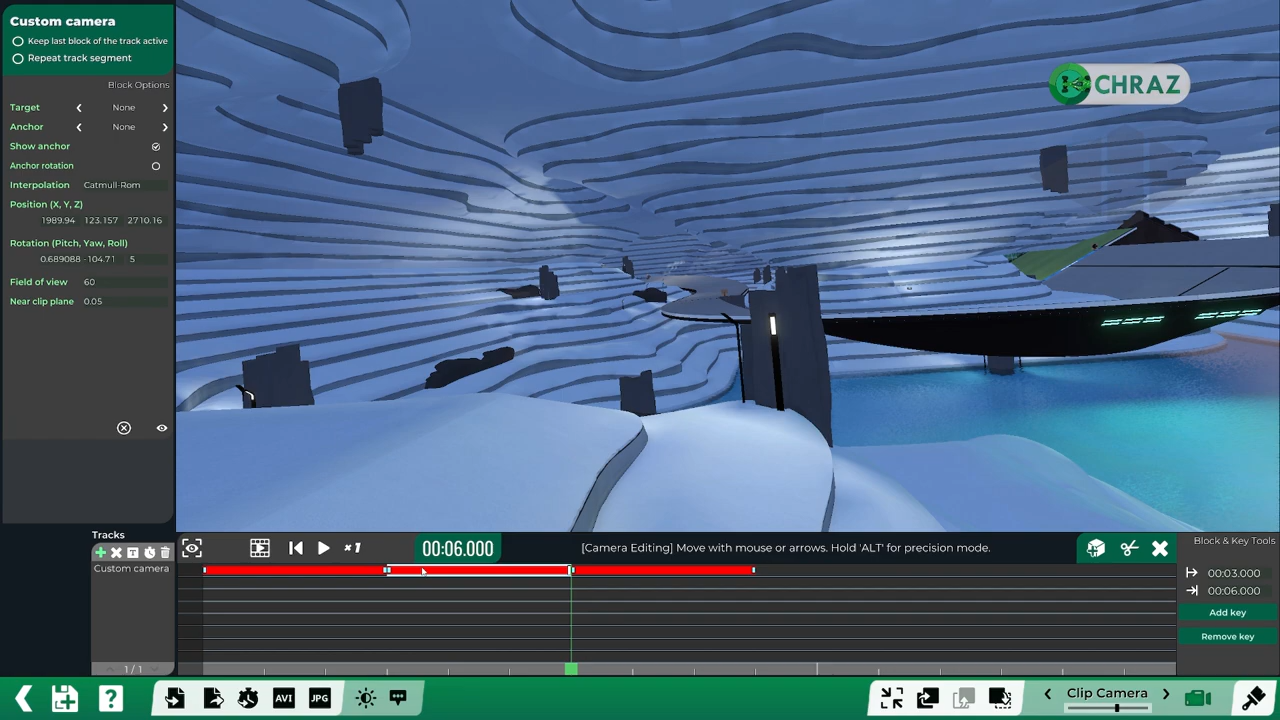 Custom camera
Keep last block of the track active
Repeat track segment
Block Options
Target None
Anchor None
Show anchor
Anchor rotation
Interpolation Catmull-Rom
Position (X, Y, Z)
1989.94 123.157 2710.16
Rotation (Pitch, Yaw, Roll)
0.689088 -104.71 5
Field of view 60
Near clip plane 0.05
CHRAZ
Tracks
T
Custom camera
1 / 1
×1
00:06.000
[Camera Editing] Move with mouse or arrows. Hold 'ALT' for precision mode.
Block & Key Tools
00:03.000
00:06.000
Add key
Remove key
?
AVI
JPG
Clip Camera